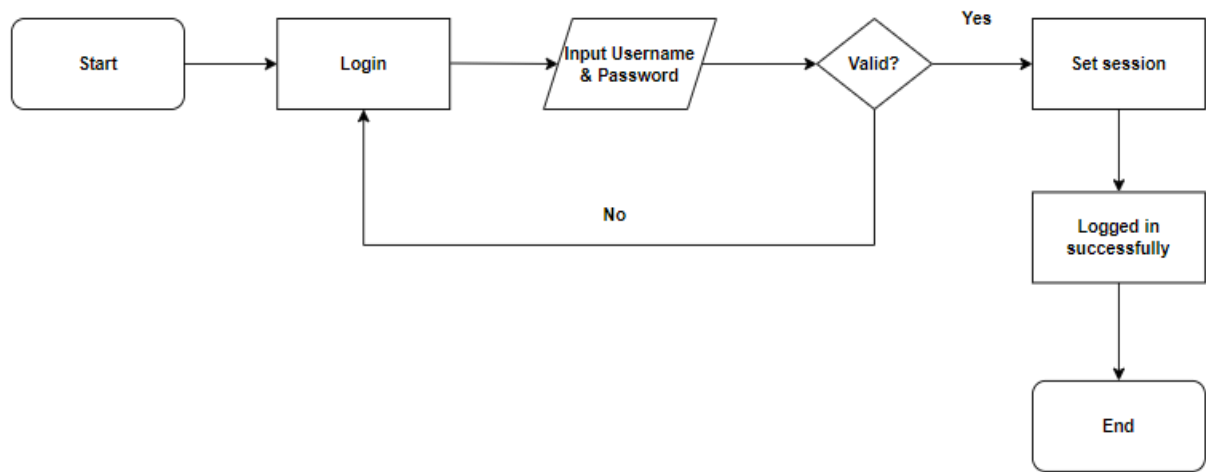 Start
Login
Input Username
& Password
Valid?
Yes
Set session
No
Logged in
successfully
End